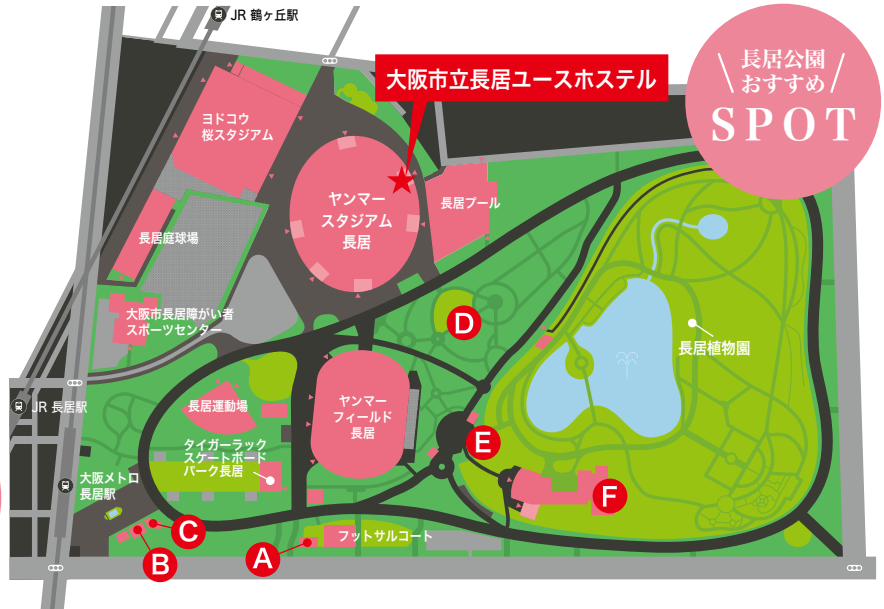 JR 鶴ヶ丘駅
大阪市立長居ユースホステル
長居公園
おすすめ
SPOT
ヨドコウ
桜スタジアム
ヤンマー
スタジアム
長居
長居プール
長居庭球場
大阪市長居障がい者
スポーツセンター
D
長居植物園
JR 長居駅
長居運動場
ヤンマー
フィールド
長居
タイガーラック
スケートボード
パーク長居
E
大阪メトロ
長居駅
F
C
B
A
フットサルコート